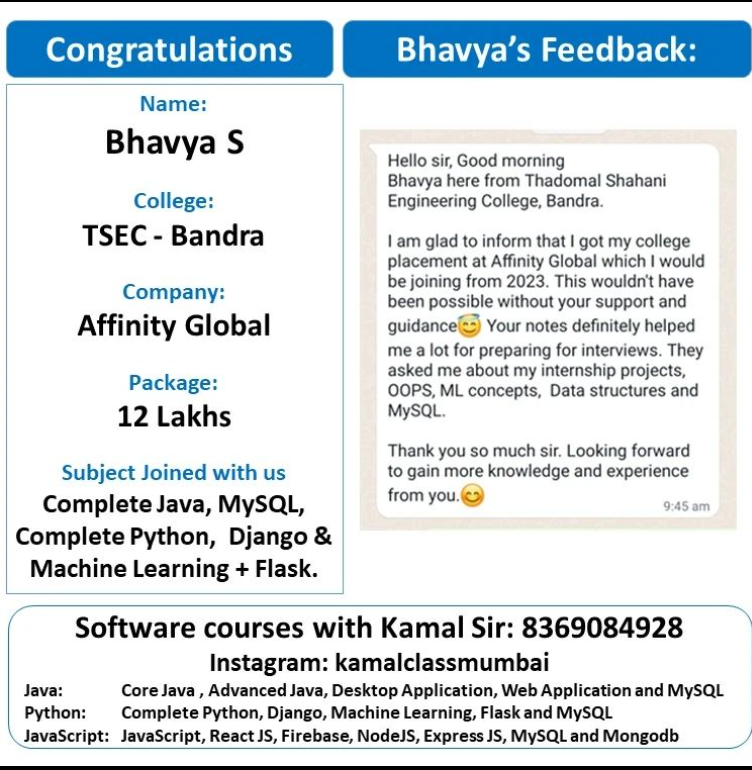 Congratulations
Name:
Bhavya S
College:
TSEC - Bandra
Company:
Affinity Global
Package:
12 Lakhs
Subject Joined with us
Complete Java, MySQL,
Complete Python, Django &
Machine Learning + Flask.
Bhavya's Feedback:
Hello sir, Good morning
Bhavya here from Thadomal Shahani
Engineering College, Bandra.
I am glad to inform that I got my college
placement at Affinity Global which I would
be joining from 2023. This wouldn't have
been possible without your support and
guidance😇 Your notes definitely helped
me a lot for preparing for interviews. They
asked me about my internship projects,
OOPS, ML concepts, Data structures and
MySQL.
Thank you so much sir. Looking forward
to gain more knowledge and experience
from you.😊
9:45 am
Software courses with Kamal Sir: 8369084928
Instagram: kamalclassmumbai
Java: Core Java , Advanced Java, Desktop Application, Web Application and MySQL
Python: Complete Python, Django, Machine Learning, Flask and MySQL
JavaScript: JavaScript, React JS, Firebase, NodeJS, Express JS, MySQL and Mongodb